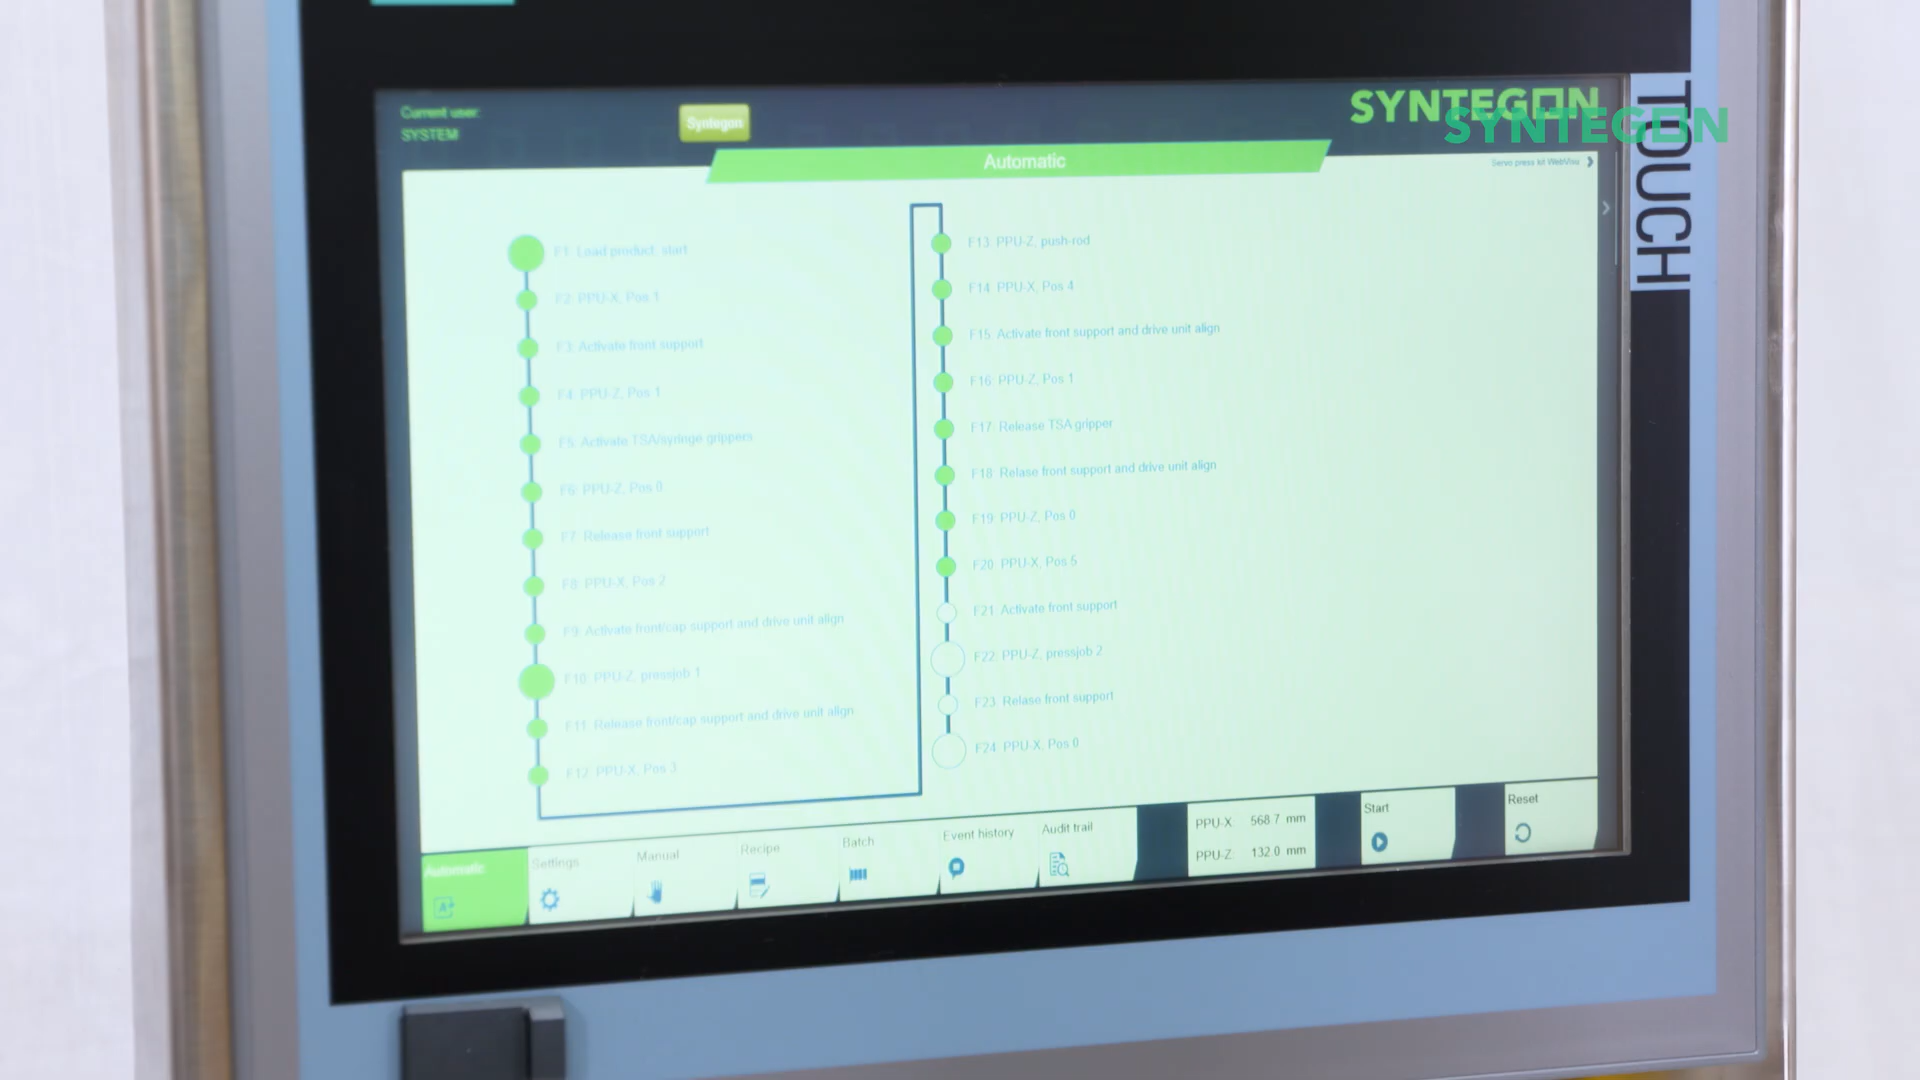 Current user:
SYSTEM
Syntegon
SYNTEGON
SYNTEGON
TOUCH
Automatic
Servo press kit WebVisu
F1: Load product, start
F2: PPU-X, Pos 1
F3: Activate front support
F4: PPU-Z, Pos 1
F5: Activate TSA/syringe grippers
F6: PPU-Z, Pos 0
F7: Release front support
F8: PPU-X, Pos 2
F9: Activate front/cap support and drive unit align
F10: PPU-Z, pressjob 1
F11: Release front/cap support and drive unit align
F12: PPU-X, Pos 3
F13: PPU-Z, push-rod
F14: PPU-X, Pos 4
F15: Activate front support and drive unit align
F16: PPU-Z, Pos 1
F17: Release TSA gripper
F18: Relase front support and drive unit align
F19: PPU-Z, Pos 0
F20: PPU-X, Pos 5
F21: Activate front support
F22: PPU-Z, pressjob 2
F23: Relase front support
F24: PPU-X, Pos 0
Automatic
Settings
Manual
Recipe
Batch
Event history
Audit trail
PPU-X 568.7 mm
PPU-Z 132.0 mm
Start
Reset